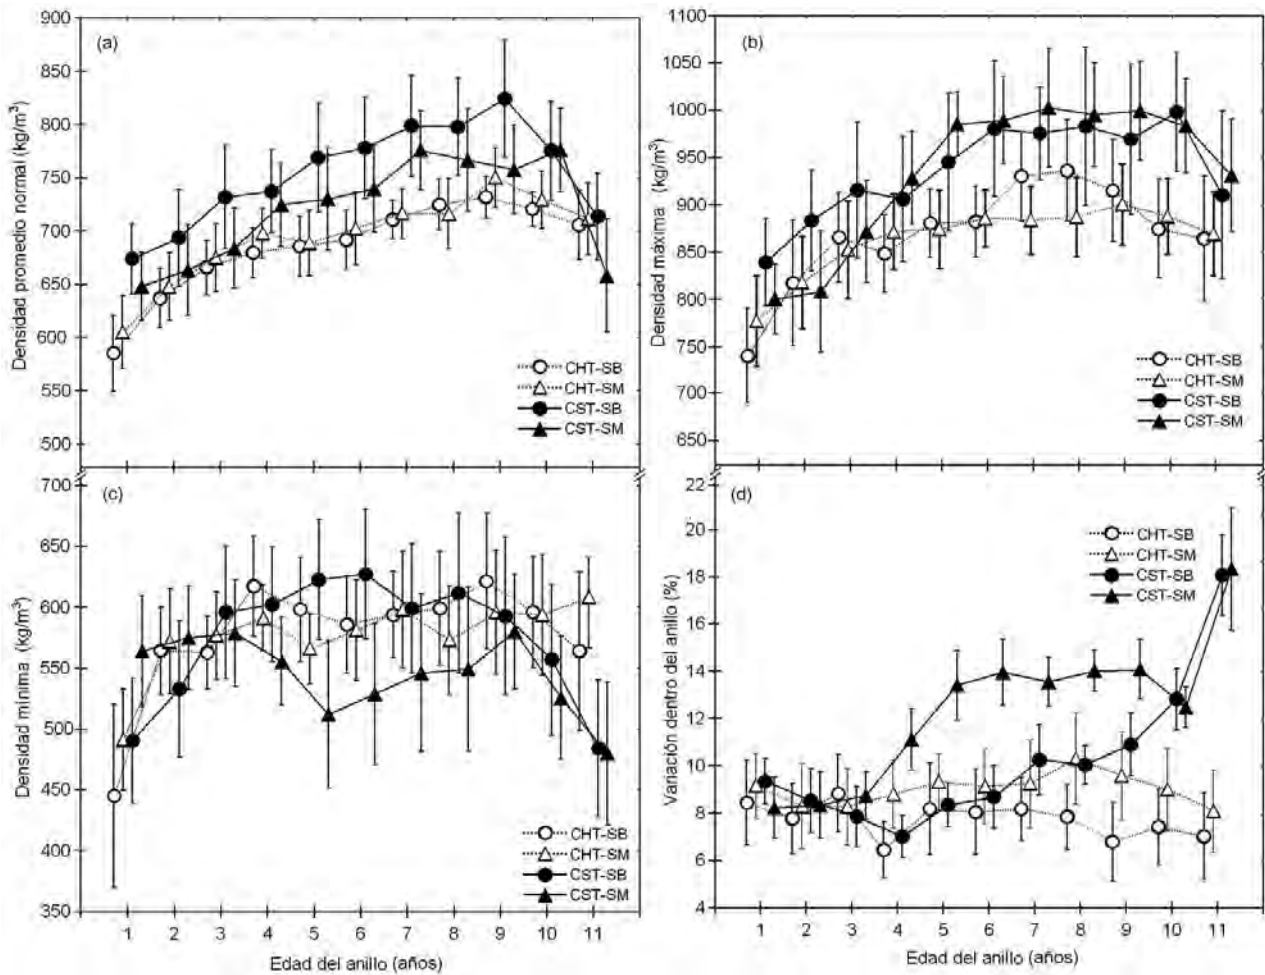 (a)
Densidad promedio normal (kg/m³)
900
850
800
750
700
650
600
550
500
CHT-SB
CHT-SM
CST-SB
CST-SM
(b)
Densidad maxima (kg/m³)
1100
1050
1000
950
900
850
800
750
700
650
CHT-SB
CHT-SM
CST-SB
CST-SM
(c)
Densidad mínima, (kg/m³)
700
650
600
550
500
450
400
350
CHT-SB
CHT-SM
CST-SB
CST-SM
1 2 3 4 5 6 7 8 9 10 11
Edad del anillo (años)
(d)
Variación dentro del anillo (%)
22
20
18
16
14
12
10
8
6
4
CHT-SB
CHT-SM
CST-SB
CST-SM
1 2 3 4 5 6 7 8 9 10 11
Edad del anillo (años)